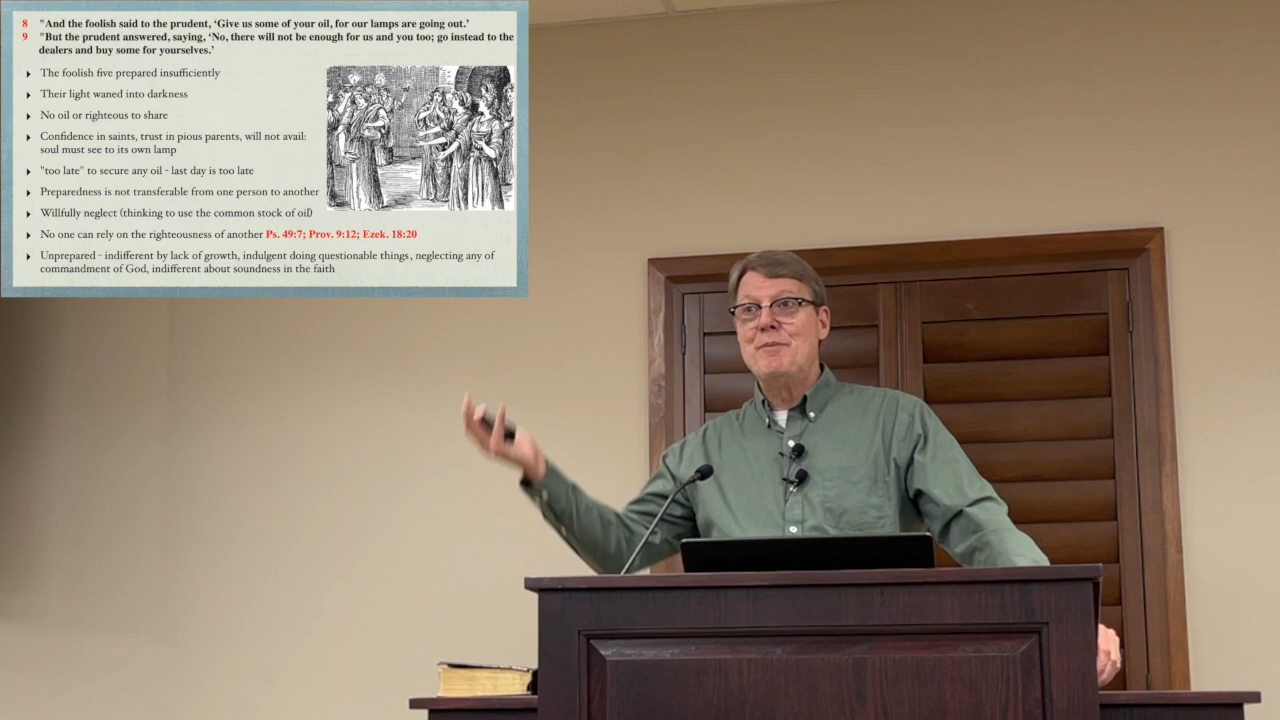 8 "And the foolish said to the prudent, ‘Give us some of your oil, for our lamps are going out.’
9 "But the prudent answered, saying, ‘No, there will not be enough for us and you too; go instead to the
dealers and buy some for yourselves.’
The foolish five prepared insufficiently
Their light waned into darkness
No oil or righteous to share
Confidence in saints, trust in pious parents, will not avail:
soul must see to its own lamp
"too late" to secure any oil - last day is too late
Preparedness is not transferable from one person to another
Willfully neglect (thinking to use the common stock of oil)
No one can rely on the righteousness of another Ps. 49:7; Prov. 9:12; Ezek. 18:20
Unprepared - indifferent by lack of growth, indulgent doing questionable things, neglecting any of
commandment of God, indifferent about soundness in the faith